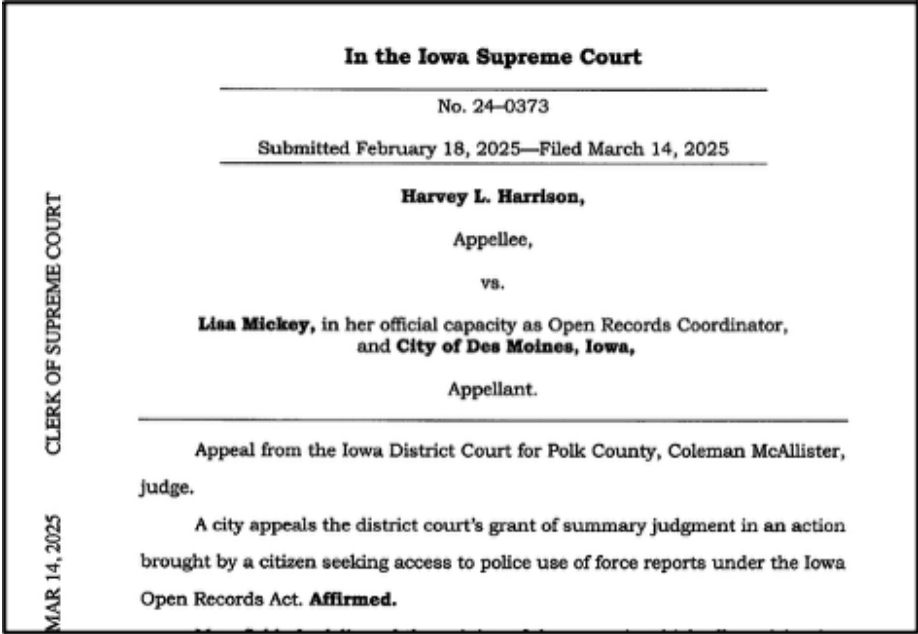 In the Iowa Supreme Court
No. 24–0373
Submitted February 18, 2025—Filed March 14, 2025
Harvey L. Harrison,
Appellee,
vs.
Lisa Mickey, in her official capacity as Open Records Coordinator,
and City of Des Moines, Iowa,
Appellant.
Appeal from the Iowa District Court for Polk County, Coleman McAllister,
judge.
A city appeals the district court’s grant of summary judgment in an action
brought by a citizen seeking access to police use of force reports under the Iowa
Open Records Act. Affirmed.
MAR 14, 2025 CLERK OF SUPREME COURT